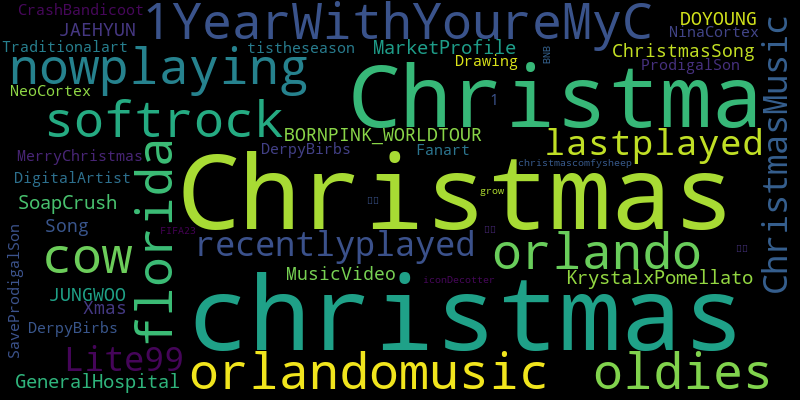 CrashBandicoot
1YearWithYoureMyC
DOYOUNG
JAEHYUN
NinaCortex
Traditionalart
tistheseason
MarketProfile
ChristmasSong
nowplaying
Drawing
BNB
ProdigalSon
Christma
NeoCortex
1
softrock
BORNPINK_WORLDTOUR
lastplayed
ChristmasMusic
MerryChristmas
DerpyBirbs
Fanart
christmascomfysheep
DigitalArtist
Christmas
grow
SoapCrush
florida
Song
FIFA23
cow
recentlyplayed
orlando
SaveProdigalSon
MusicVideo
iconDecotter
KrystalxPomellato
JUNGWOO
Xmas
christmas
DerpyBirbs
Lite99
GeneralHospital
orlandomusic
oldies